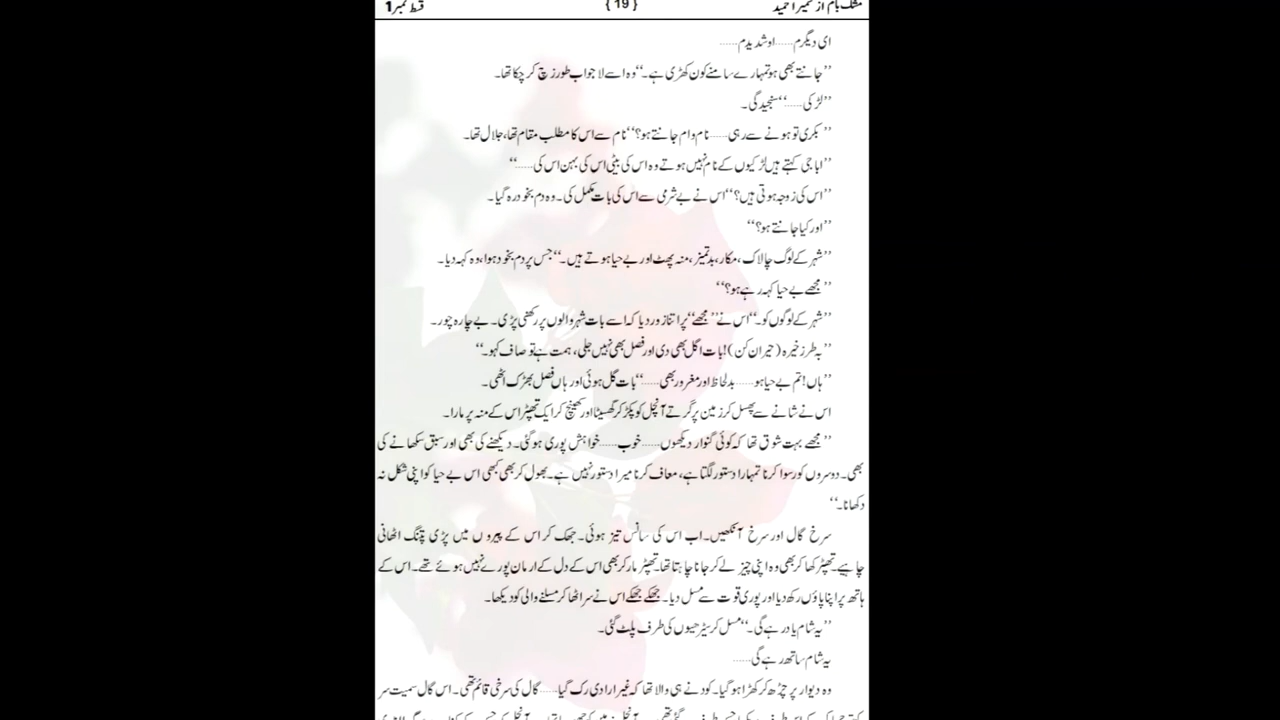 مشک بام از سمیرا حمید { 19 } قسط نمبر 1
ای دیگرم...... او شدیدم......
’’جانتے بھی ہو تمہارے سامنے کون کھڑی ہے۔‘‘ وہ اسے لاجواب طور زچ کر چکا تھا۔
’’لڑکی......‘‘ سنجیدگی۔
’’بکری تو ہونے سے رہی...... نام وام جانتے ہو؟‘‘ نام سے اس کا مطلب مقام تھا، جلال تھا۔
’’ابا جی کہتے ہیں لڑکیوں کے نام نہیں ہوتے وہ اس کی بیٹی اس کی بہن اس کی......‘‘
’’اس کی زوجہ ہوتی ہیں؟‘‘ اس نے بے شرمی سے اس کی بات مکمل کی۔ وہ دم بخود رہ گیا۔
’’اور کیا جانتے ہو؟‘‘
’’شہر کے لوگ چالاک، مکار، بدتمیز، منہ پھٹ اور بے حیا ہوتے ہیں۔‘‘ جس پر دم بخود ہوا، وہ کہہ دیا۔
’’مجھے بے حیا کہہ رہے ہو؟‘‘
’’شہر کے لوگوں کو۔‘‘ اس نے ’’مجھے‘‘ پر اتنا زور دیا کہ اسے بات شہر والوں پر رکھنی پڑی۔ بے چارہ چور۔
’’بہ طرز خیرہ (حیران کن)! بات اگل بھی دی اور فصل بھی نہیں جلی، ہمت ہے تو صاف کہو۔‘‘
’’ہاں! تم بے حیا ہو...... بدلحاظ اور مغرور بھی......‘‘ بات گل ہوئی اور ہاں فصل بھڑک اٹھی۔
اس نے شانے سے پھسل کر زمین پر گرتے آنچل کو پکڑ کر گھسیٹا اور کھینچ کر ایک تھپڑ اس کے منہ پر مارا۔
’’مجھے بہت شوق تھا کہ کوئی گنوار دیکھوں...... خوب...... خواہش پوری ہو گئی۔ دیکھنے کی بھی اور سبق سکھانے کی
بھی۔ دوسروں کو رسوا کرنا تمہارا دستور لگتا ہے، معاف کرنا میرا دستور نہیں ہے۔ بھول کر بھی کبھی اس بے حیا کو اپنی شکل نہ
دکھانا۔‘‘
سرخ گال اور سرخ آنکھیں۔ اب اس کی سانس تیز ہوئی۔ جھک کر اس کے پیروں میں پڑی پتنگ اٹھانی
چاہیے۔ تھپڑ کھا کر بھی وہ اپنی چیز لے کر جانا چاہتا تھا۔ تھپڑ مار کر بھی اس کے دل کے ارمان پورے نہیں ہوئے تھے۔ اس کے
ہاتھ پر اپنا پاؤں رکھ دیا اور پوری قوت سے مسل دیا۔ جھکے جھکے اس نے سر اٹھا کر مسلنے والی کو دیکھا۔
’’یہ شام یاد رہے گی۔‘‘ مسل کر سیڑھیوں کی طرف پلٹ گئی۔
یہ شام ساتھ رہے گی......
وہ دیوار پر چڑھ کر کھڑا ہو گیا۔ کودنے ہی والا تھا کہ غیر ارادی رک گیا...... گال کی سرخی قائم تھی۔ اس گال سمیت سر